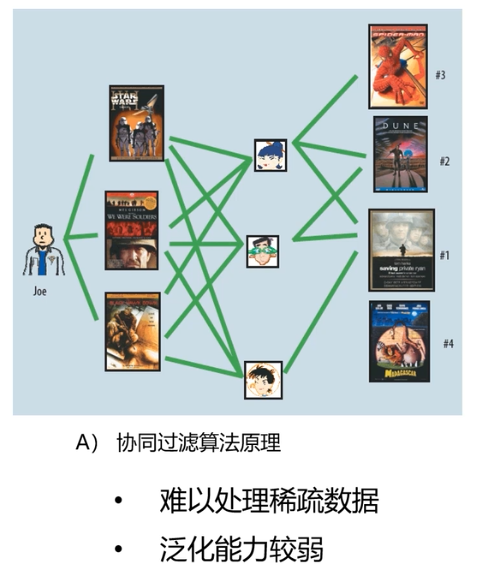 SPIDER-MAN
#3
STAR WARS
DUNE
#2
WE WERE SOLDIERS
Joe
saving private ryan
#1
#4
MADAGASCAR
A） 协同过滤算法原理
• 难以处理稀疏数据
• 泛化能力较弱